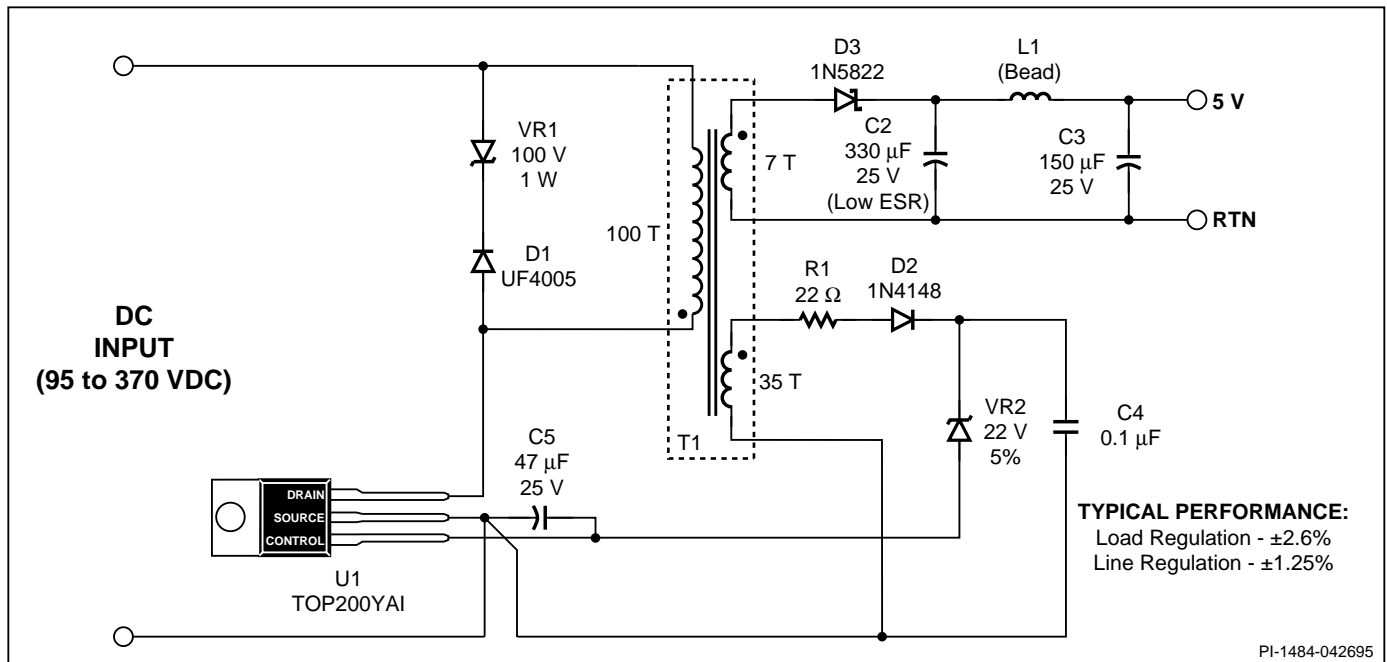 D3
1N5822
L1
(Bead)
5 V
VR1
100 V
1 W
C2
330 μF
25 V
(Low ESR)
C3
150 μF
25 V
7 T
RTN
100 T
D1
UF4005
R1
22 Ω
D2
1N4148
DC
INPUT
(95 to 370 VDC)
35 T
VR2
22 V
5%
C4
0.1 μF
T1
C5
47 μF
25 V
DRAIN
SOURCE
CONTROL
U1
TOP200YAI
TYPICAL PERFORMANCE:
Load Regulation - ±2.6%
Line Regulation - ±1.25%
PI-1484-042695